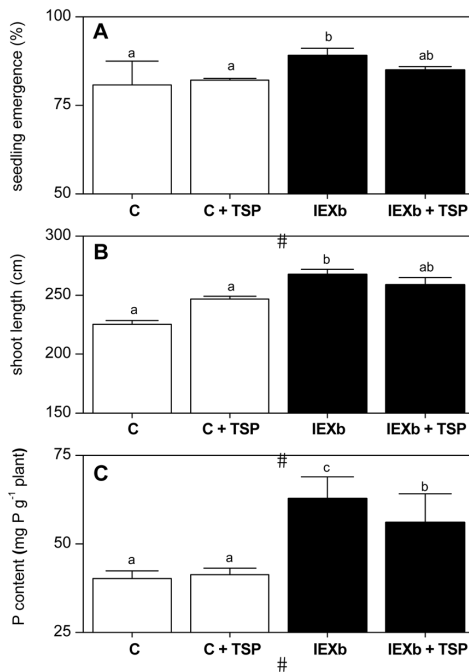 A
seedling emergence (%)
100
75
50
a
a
b
ab
C
C + TSP
IEXb
IEXb + TSP
#
B
shoot length (cm)
300
250
200
150
a
a
b
ab
C
C + TSP
IEXb
IEXb + TSP
#
C
P content (mg P g⁻¹ plant)
75
50
25
a
a
c
b
C
C + TSP
IEXb
IEXb + TSP
#